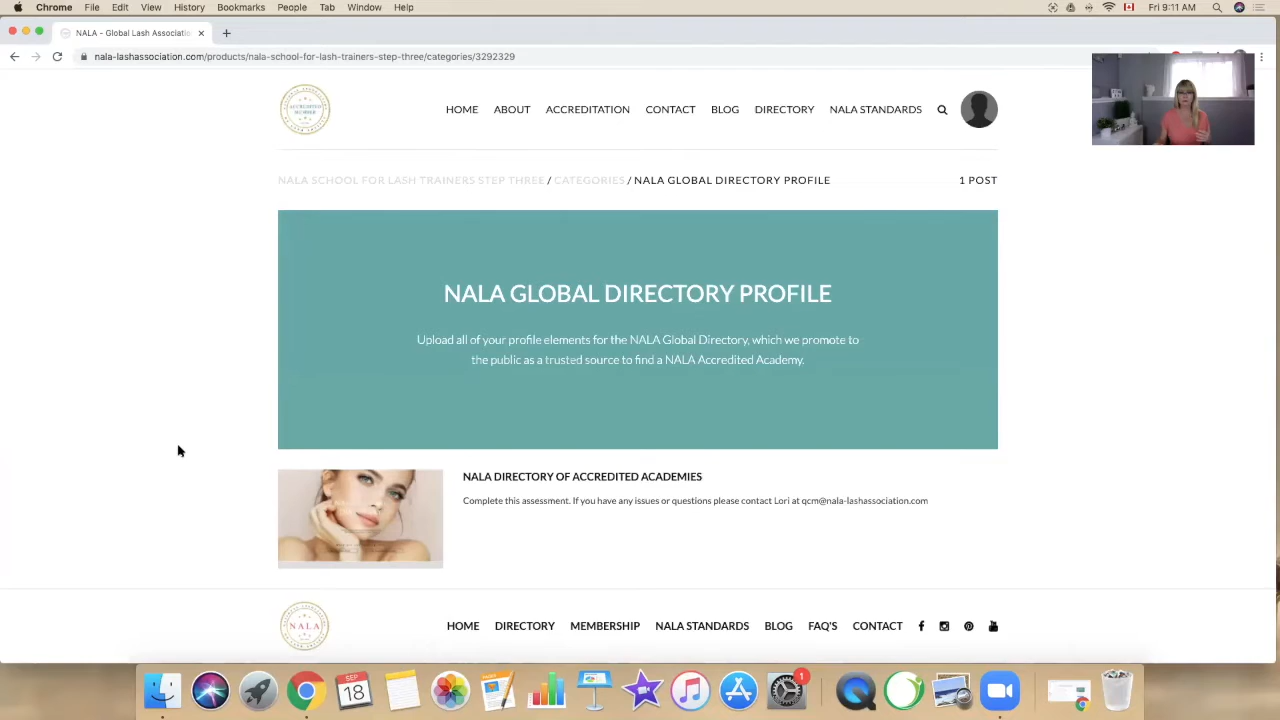 Chrome File Edit View History Bookmarks People Tab Window Help
Fri 9:11 AM
NALA - Global Lash Associatio
nala-lashassociation.com/products/nala-school-for-lash-trainers-step-three/categories/3292329
ACCREDITED
HOME ABOUT ACCREDITATION CONTACT BLOG DIRECTORY NALA STANDARDS
NALA SCHOOL FOR LASH TRAINERS STEP THREE / CATEGORIES / NALA GLOBAL DIRECTORY PROFILE
1 POST
NALA GLOBAL DIRECTORY PROFILE
Upload all of your profile elements for the NALA Global Directory, which we promote to
the public as a trusted source to find a NALA Accredited Academy.
NALA DIRECTORY OF ACCREDITED ACADEMIES
Complete this assessment. If you have any issues or questions please contact Lori at qcm@nala-lashassociation.com
NALA
HOME DIRECTORY MEMBERSHIP NALA STANDARDS BLOG FAQ'S CONTACT
SEP
18
1